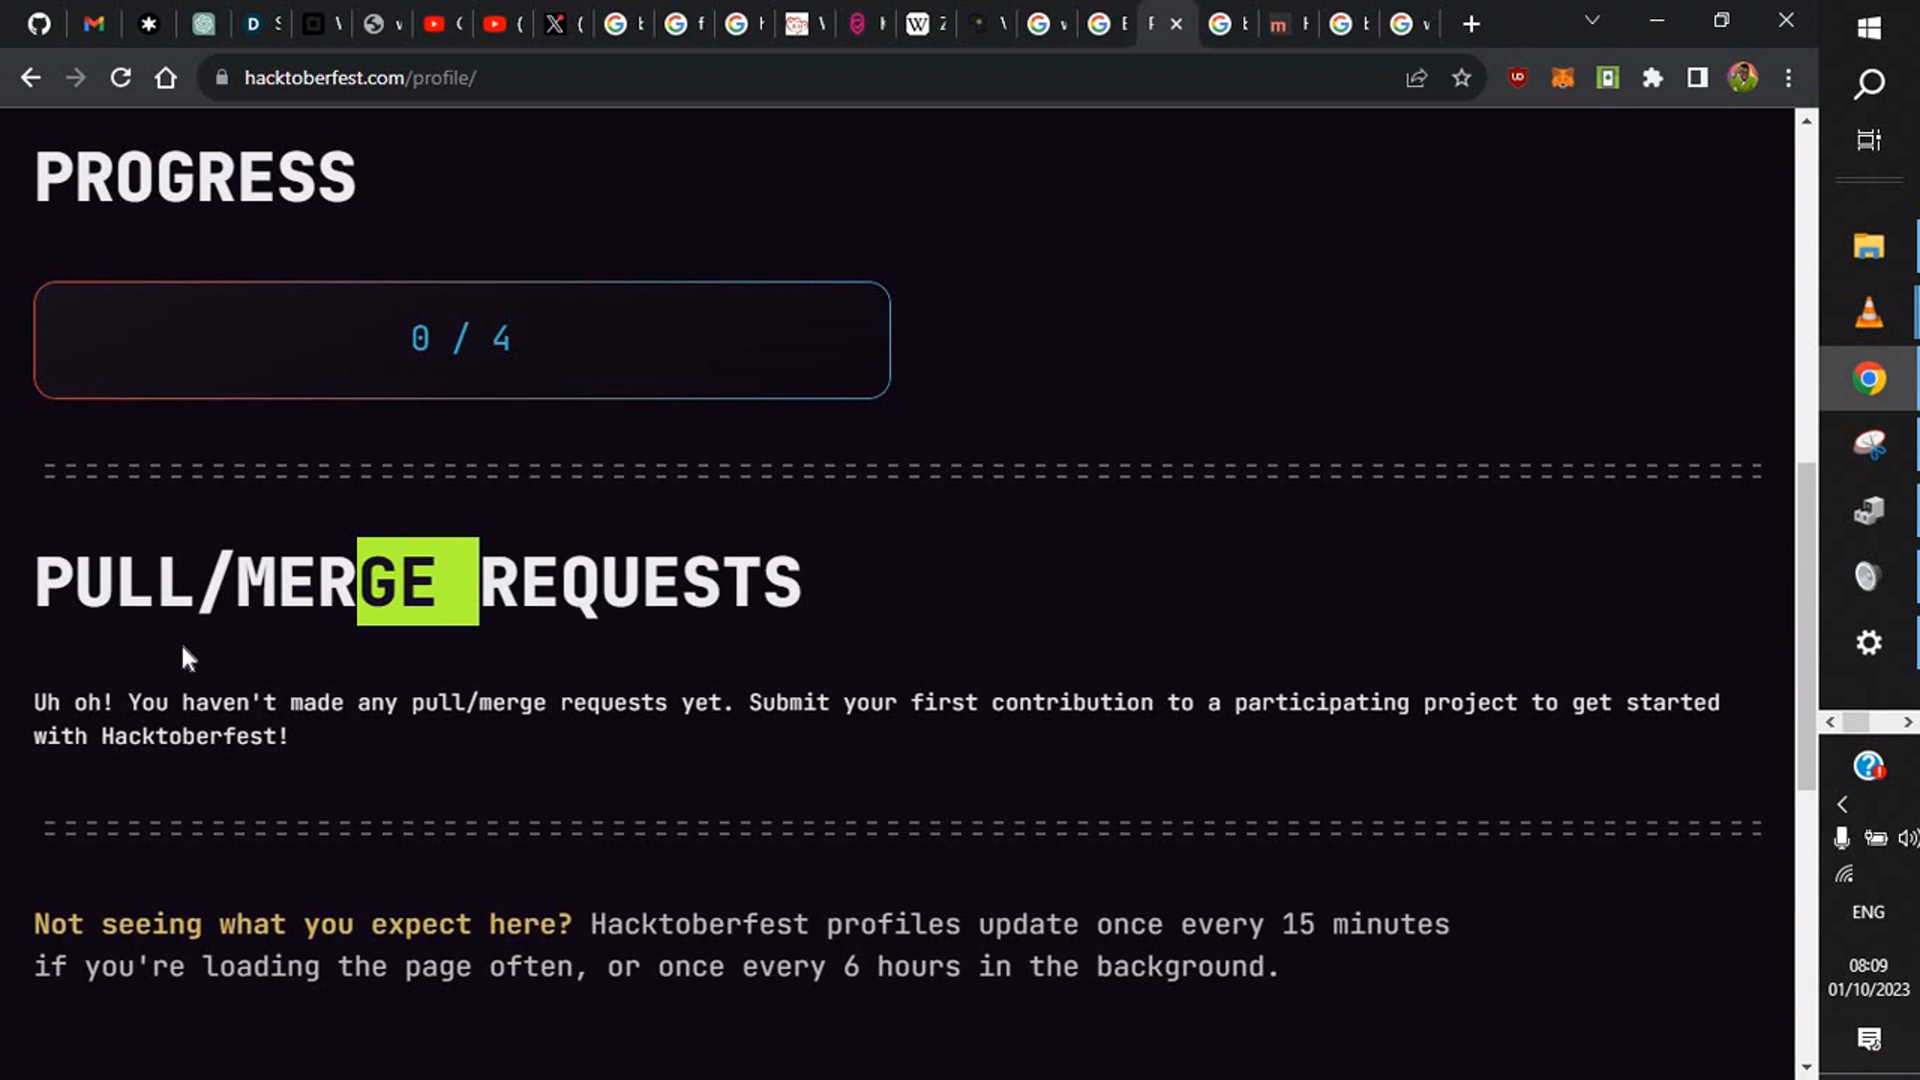 hacktoberfest.com/profile/
PROGRESS
0 / 4
PULL/MERGE REQUESTS
Uh oh! You haven't made any pull/merge requests yet. Submit your first contribution to a participating project to get started
with Hacktoberfest!
Not seeing what you expect here? Hacktoberfest profiles update once every 15 minutes
if you're loading the page often, or once every 6 hours in the background.
ENG
08:09
01/10/2023